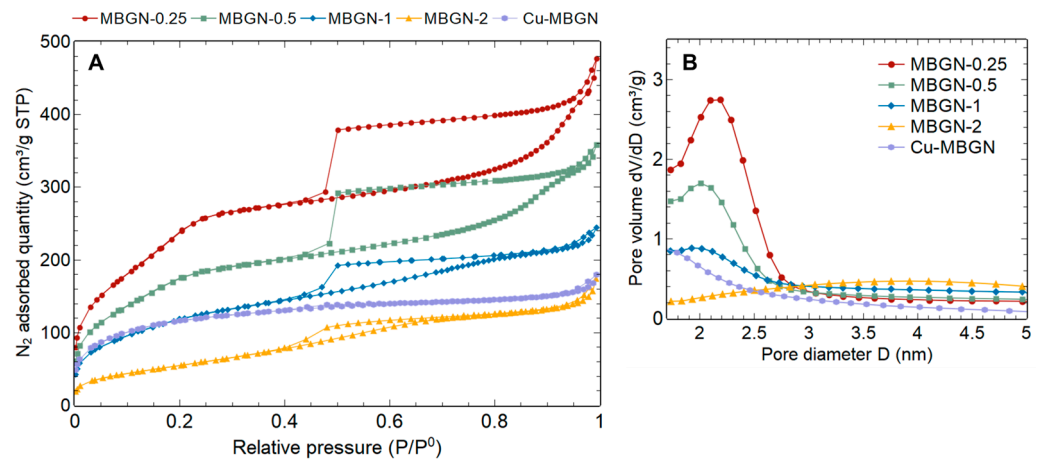 MBGN-0.25 MBGN-0.5 MBGN-1 MBGN-2 Cu-MBGN
A
500
400
300
200
100
0
N₂ adsorbed quantity (cm³/g STP)
0 0.2 0.4 0.6 0.8 1
Relative pressure (P/P⁰)
B
MBGN-0.25
MBGN-0.5
MBGN-1
MBGN-2
Cu-MBGN
3
2
1
0
Pore volume dV/dD (cm³/g)
2 2.5 3 3.5 4 4.5 5
Pore diameter D (nm)